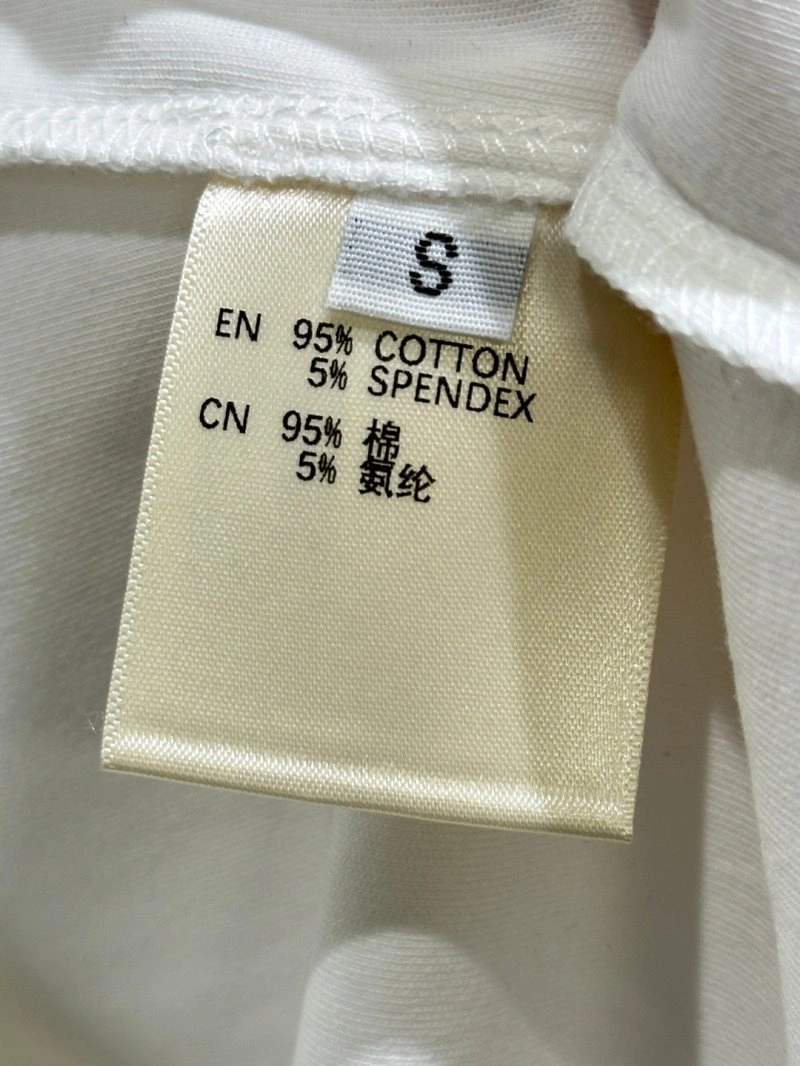 S
EN 95% COTTON
5% SPENDEX
CN 95% 棉
5% 氨纶